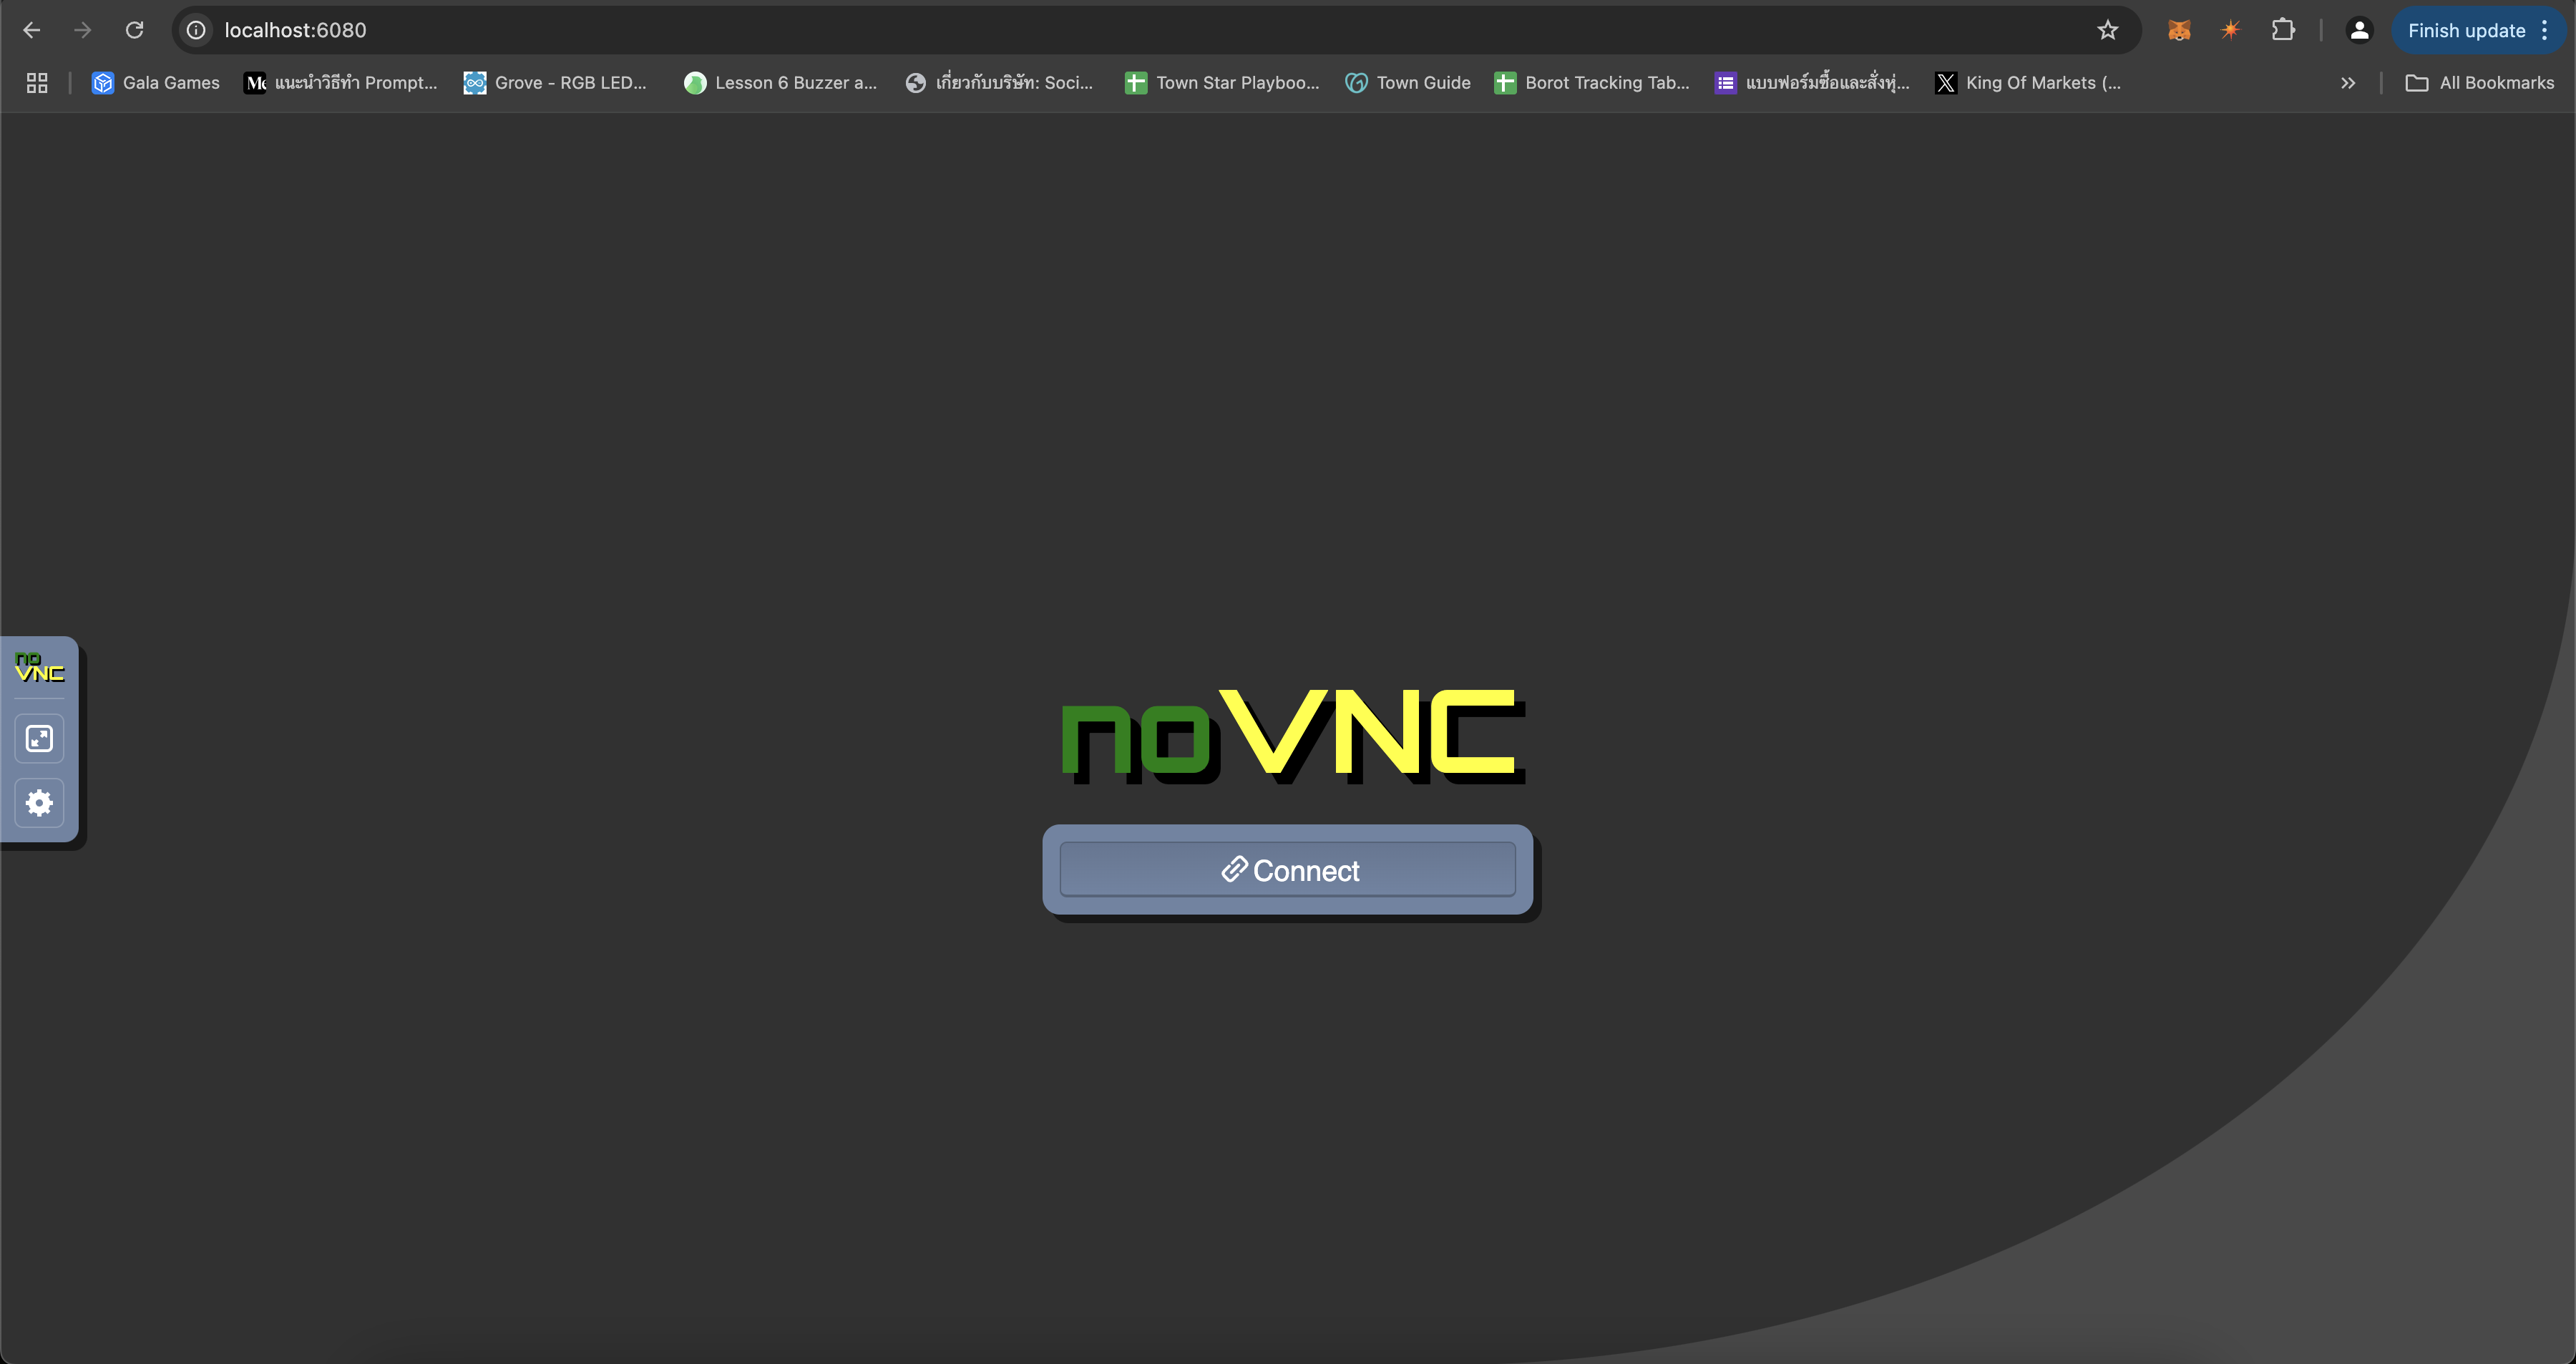 localhost:6080
Finish update
Gala Games
แนะนำวิธีทำ Prompt...
Grove - RGB LED...
Lesson 6 Buzzer a...
เกี่ยวกับบริษัท: Soci...
Town Star Playboo...
Town Guide
Borot Tracking Tab...
แบบฟอร์มซื้อและสั่งหุ่...
King Of Markets (...
All Bookmarks
no
VNC
noVNC
Connect